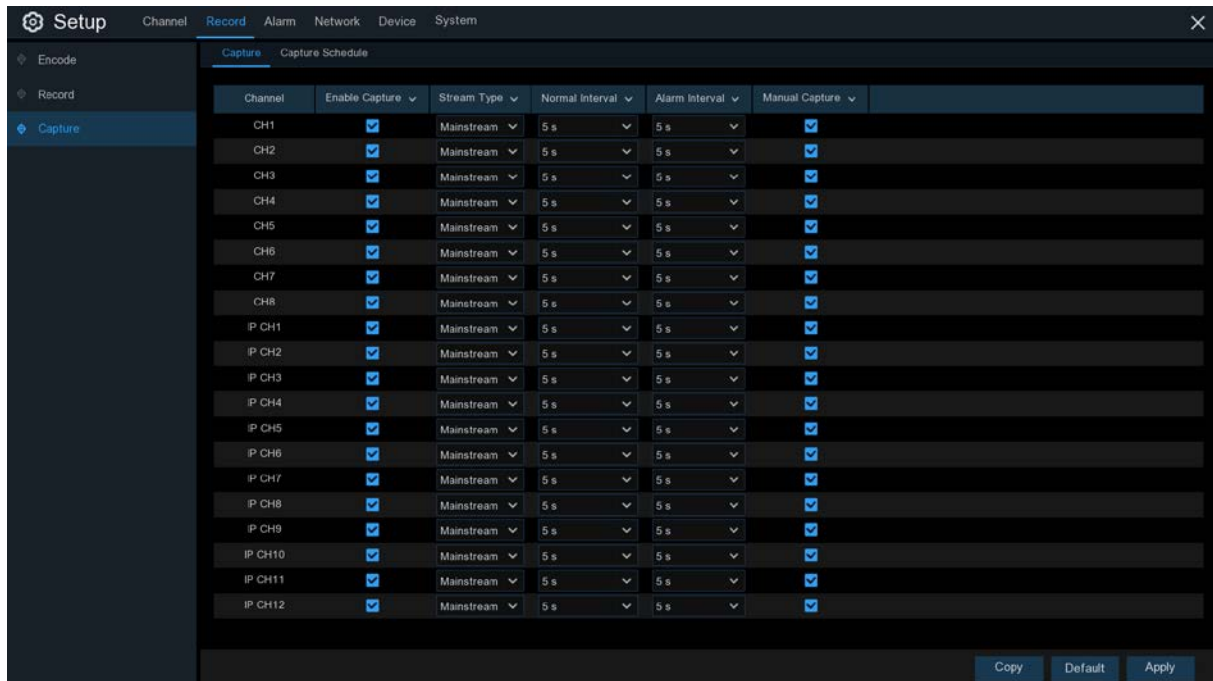 Setup Channel Record Alarm Network Device System
Encode
Record
Capture
Capture Capture Schedule
Channel Enable Capture Stream Type Normal Interval Alarm Interval Manual Capture
CH1 Mainstream 5 s 5 s
CH2 Mainstream 5 s 5 s
CH3 Mainstream 5 s 5 s
CH4 Mainstream 5 s 5 s
CH5 Mainstream 5 s 5 s
CH6 Mainstream 5 s 5 s
CH7 Mainstream 5 s 5 s
CH8 Mainstream 5 s 5 s
IP CH1 Mainstream 5 s 5 s
IP CH2 Mainstream 5 s 5 s
IP CH3 Mainstream 5 s 5 s
IP CH4 Mainstream 5 s 5 s
IP CH5 Mainstream 5 s 5 s
IP CH6 Mainstream 5 s 5 s
IP CH7 Mainstream 5 s 5 s
IP CH8 Mainstream 5 s 5 s
IP CH9 Mainstream 5 s 5 s
IP CH10 Mainstream 5 s 5 s
IP CH11 Mainstream 5 s 5 s
IP CH12 Mainstream 5 s 5 s
Copy Default Apply